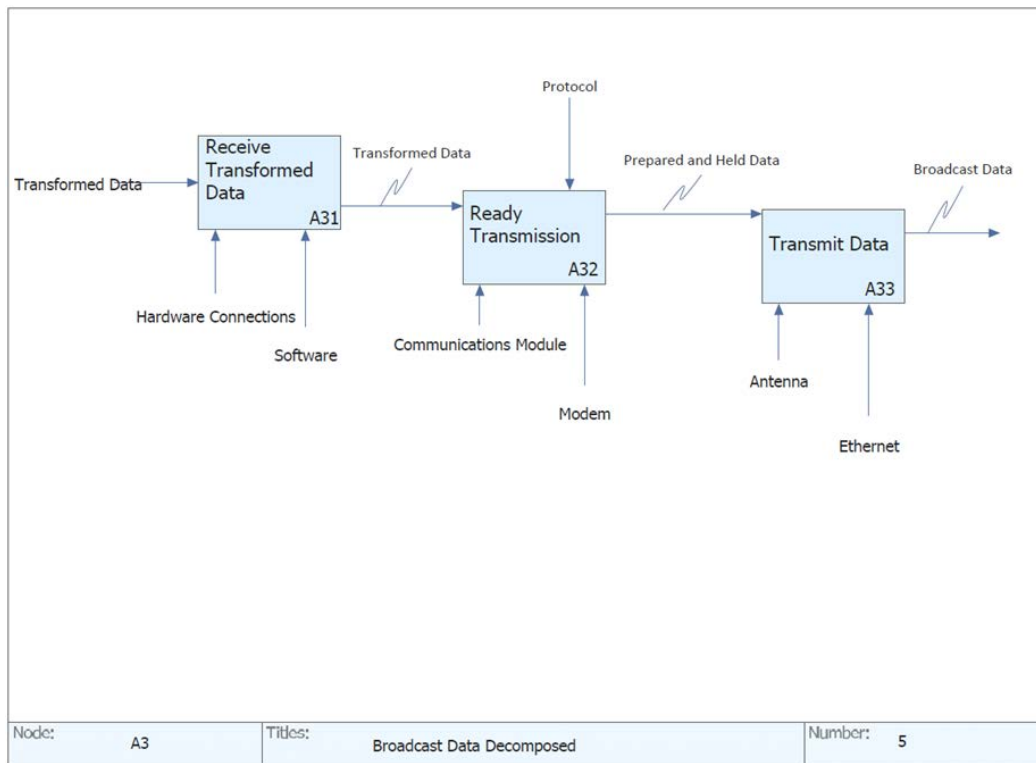 Protocol
Receive
Transformed
Data
A31
Transformed Data
Transformed Data
Prepared and Held Data
Broadcast Data
Ready
Transmission
A32
Transmit Data
A33
Hardware Connections
Software
Communications Module
Modem
Antenna
Ethernet
Node:
A3
Titles:
Broadcast Data Decomposed
Number:
5